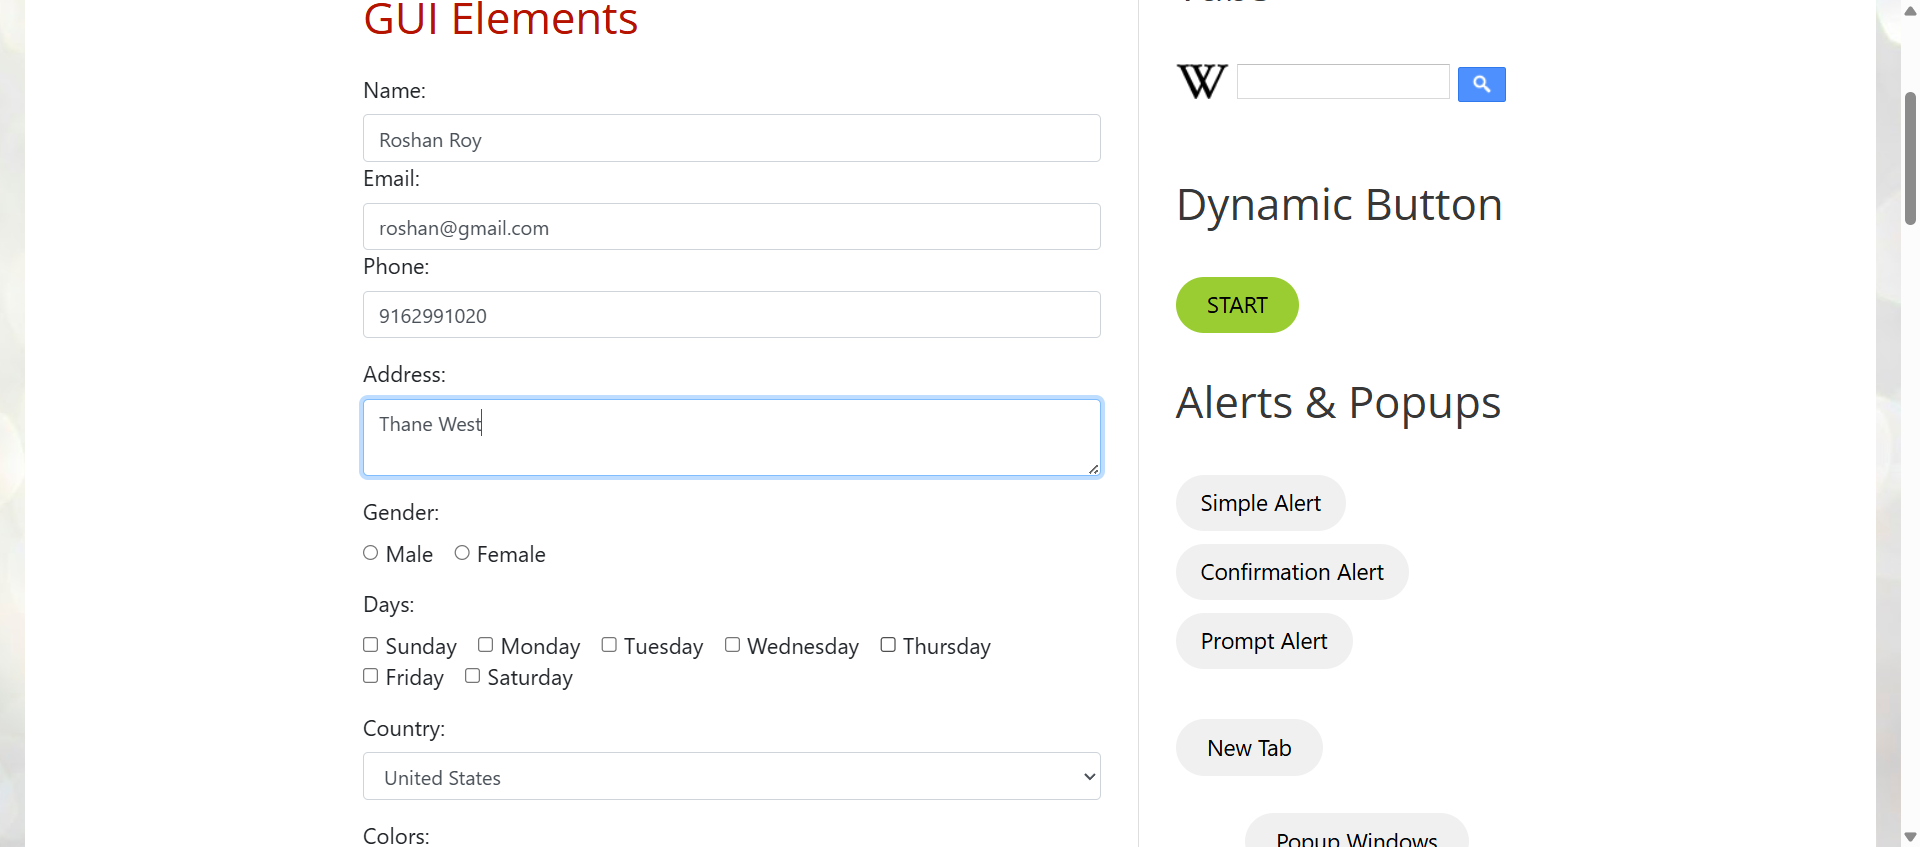 GUI Elements
Name:
Roshan Roy
Email:
roshan@gmail.com
Phone:
9162991020
Address:
Thane West
Gender:
Male Female
Days:
Sunday Monday Tuesday Wednesday Thursday
Friday Saturday
Country:
United States
Colors:
W
Dynamic Button
START
Alerts & Popups
Simple Alert
Confirmation Alert
Prompt Alert
New Tab
Popup Windows